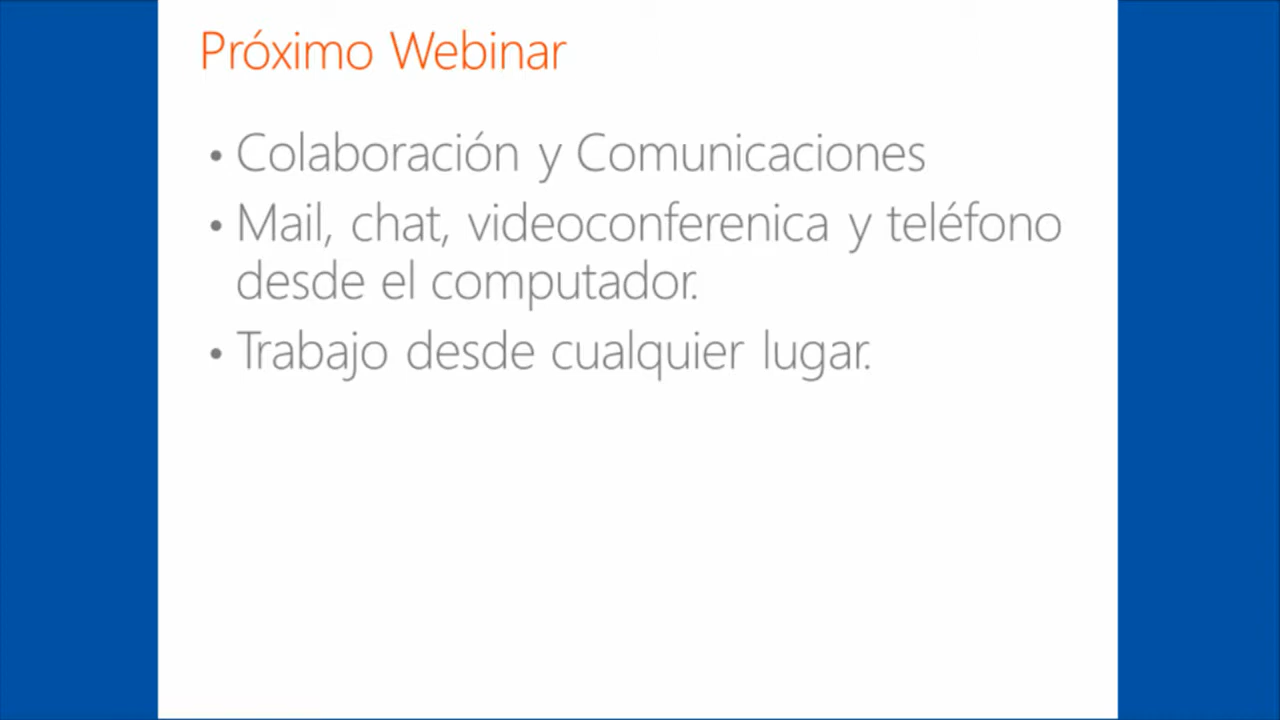 Próximo Webinar
• Colaboración y Comunicaciones
• Mail, chat, videoconferenica y teléfono
desde el computador.
• Trabajo desde cualquier lugar.